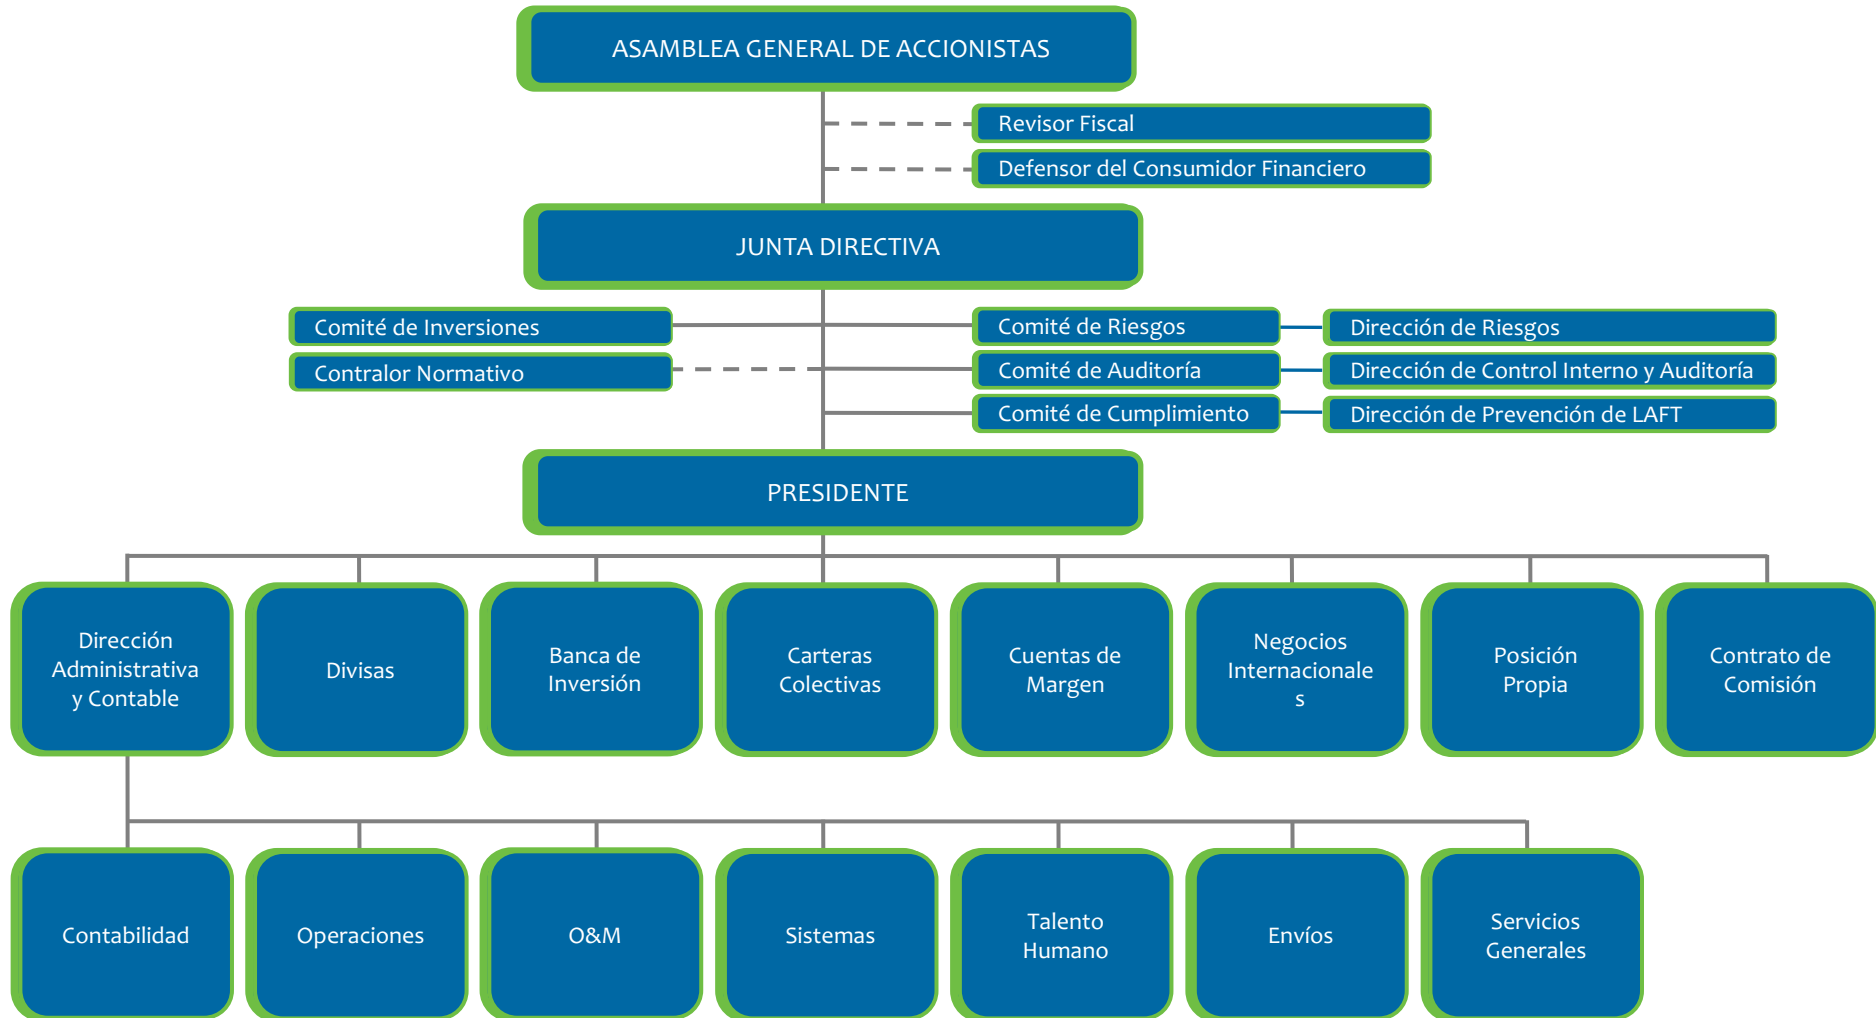 ASAMBLEA GENERAL DE ACCIONISTAS
Revisor Fiscal
Defensor del Consumidor Financiero
JUNTA DIRECTIVA
Comité de Inversiones
Comité de Riesgos
Dirección de Riesgos
Contralor Normativo
Comité de Auditoría
Dirección de Control Interno y Auditoría
Comité de Cumplimiento
Dirección de Prevención de LAFT
PRESIDENTE
Dirección
Administrativa
y Contable
Divisas
Banca de
Inversión
Carteras
Colectivas
Cuentas de
Margen
Negocios
Internacionale
s
Posición
Propia
Contrato de
Comisión
Contabilidad
Operaciones
O&M
Sistemas
Talento
Humano
Envíos
Servicios
Generales